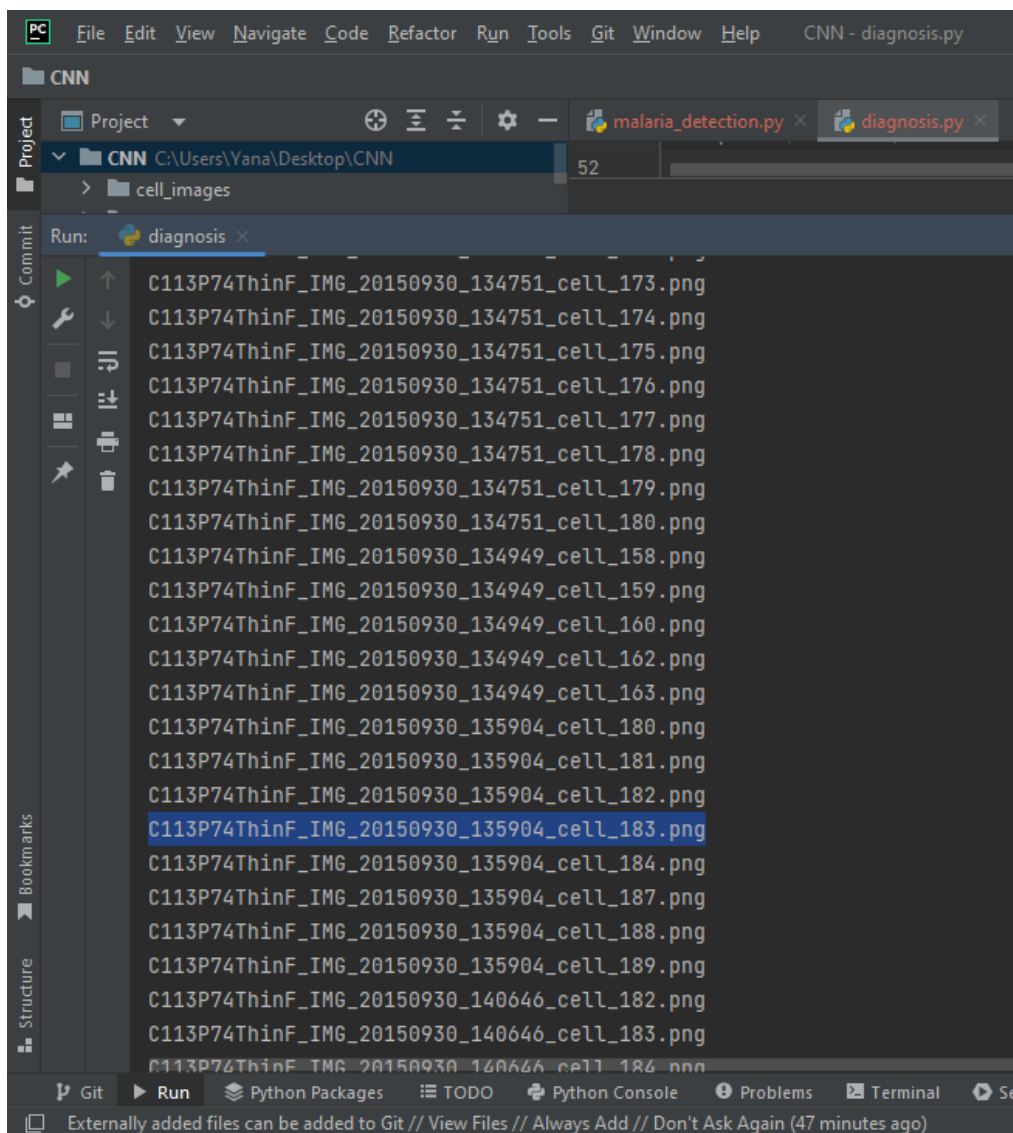 PC File Edit View Navigate Code Refactor Run Tools Git Window Help CNN - diagnosis.py
CNN
Project malaria_detection.py diagnosis.py
CNN C:\Users\Yana\Desktop\CNN
52
cell_images
Project
Commit
Run: diagnosis
C113P74ThinF_IMG_20150930_134751_cell_173.png
C113P74ThinF_IMG_20150930_134751_cell_174.png
C113P74ThinF_IMG_20150930_134751_cell_175.png
C113P74ThinF_IMG_20150930_134751_cell_176.png
C113P74ThinF_IMG_20150930_134751_cell_177.png
C113P74ThinF_IMG_20150930_134751_cell_178.png
C113P74ThinF_IMG_20150930_134751_cell_179.png
C113P74ThinF_IMG_20150930_134751_cell_180.png
C113P74ThinF_IMG_20150930_134949_cell_158.png
C113P74ThinF_IMG_20150930_134949_cell_159.png
C113P74ThinF_IMG_20150930_134949_cell_160.png
C113P74ThinF_IMG_20150930_134949_cell_162.png
C113P74ThinF_IMG_20150930_134949_cell_163.png
C113P74ThinF_IMG_20150930_135904_cell_180.png
C113P74ThinF_IMG_20150930_135904_cell_181.png
C113P74ThinF_IMG_20150930_135904_cell_182.png
C113P74ThinF_IMG_20150930_135904_cell_183.png
C113P74ThinF_IMG_20150930_135904_cell_184.png
C113P74ThinF_IMG_20150930_135904_cell_187.png
C113P74ThinF_IMG_20150930_135904_cell_188.png
C113P74ThinF_IMG_20150930_135904_cell_189.png
C113P74ThinF_IMG_20150930_140646_cell_182.png
C113P74ThinF_IMG_20150930_140646_cell_183.png
C113P74ThinF_IMG_20150930_140646_cell_184.png
Bookmarks
Structure
Git Run Python Packages TODO Python Console Problems Terminal Se
Externally added files can be added to Git // View Files // Always Add // Don't Ask Again (47 minutes ago)